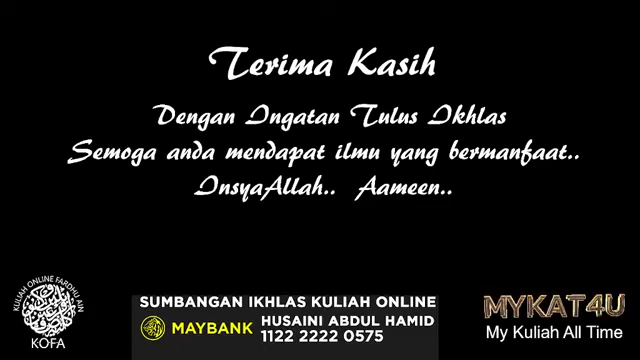 Terima Kasih
Dengan Ingatan Tulus Ikhlas
Semoga anda mendapat ilmu yang bermanfaat..
InsyaAllah.. Aameen..
KULIAH ONLINE FARDHU AIN
KOFA
SUMBANGAN IKHLAS KULIAH ONLINE
MAYBANK
HUSAINI ABDUL HAMID
1122 2222 0575
MYKAT4U
My Kuliah All Time